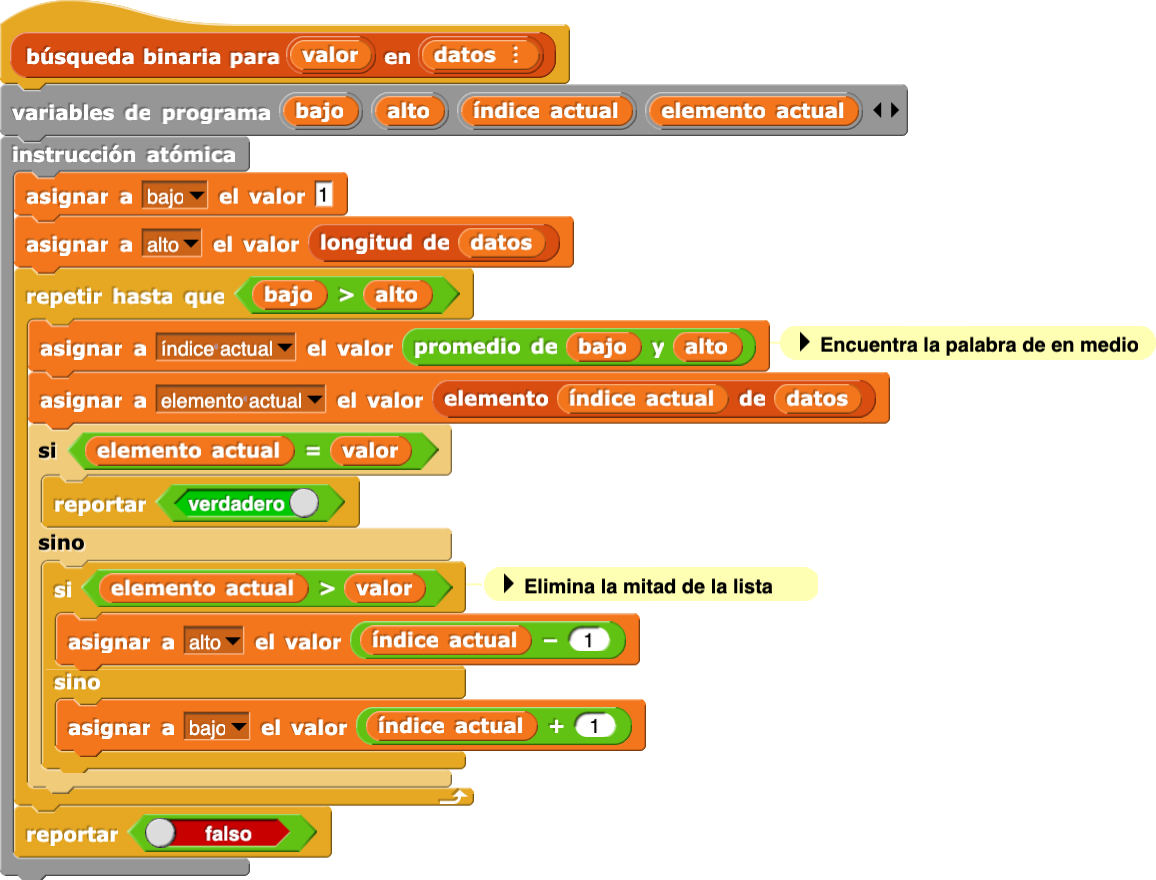 búsqueda binaria para valor en datos ⋮
variables de programa bajo alto índice actual elemento actual
instrucción atómica
asignar a bajo el valor 1
asignar a alto el valor longitud de datos
repetir hasta que bajo > alto
asignar a índice actual el valor promedio de bajo y alto Encuentra la palabra de en medio
asignar a elemento actual el valor elemento índice actual de datos
si elemento actual = valor
reportar verdadero
sino
si elemento actual > valor Elimina la mitad de la lista
asignar a alto el valor índice actual − 1
sino
asignar a bajo el valor índice actual + 1
reportar falso